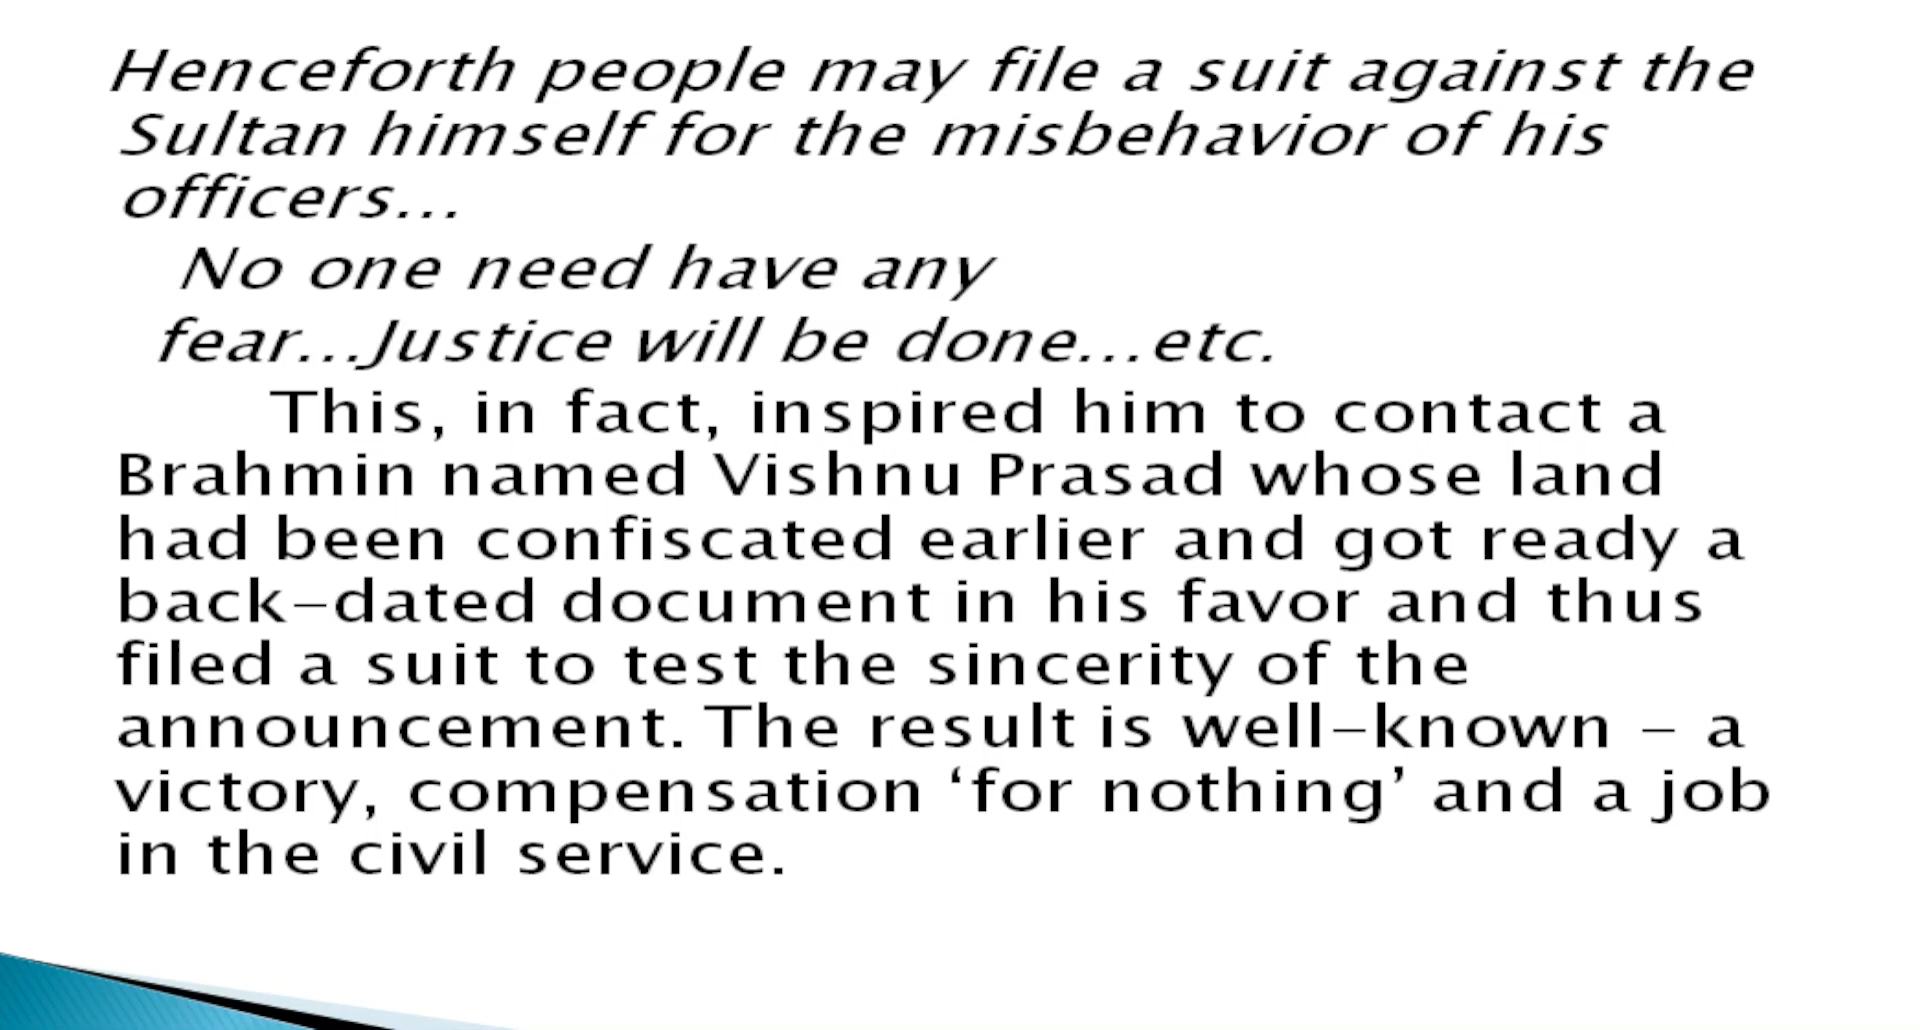 Henceforth people may file a suit against the
Sultan himself for the misbehavior of his
officers...
No one need have any
fear...Justice will be done...etc.
This, in fact, inspired him to contact a
Brahmin named Vishnu Prasad whose land
had been confiscated earlier and got ready a
back-dated document in his favor and thus
filed a suit to test the sincerity of the
announcement. The result is well-known – a
victory, compensation ‘for nothing’ and a job
in the civil service.